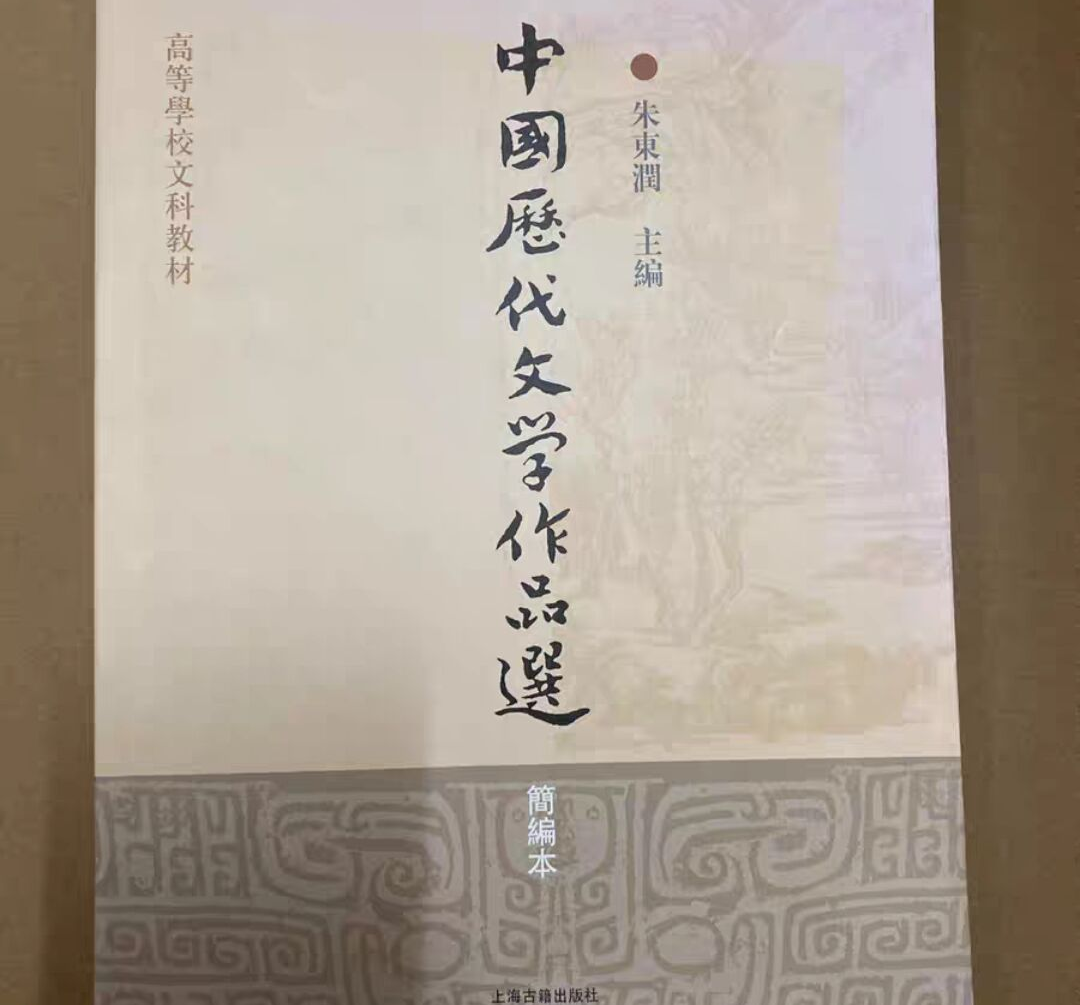 朱東潤 主編
中國歷代文学作品選
簡編本
高等學校文科教材
上海古籍出版社